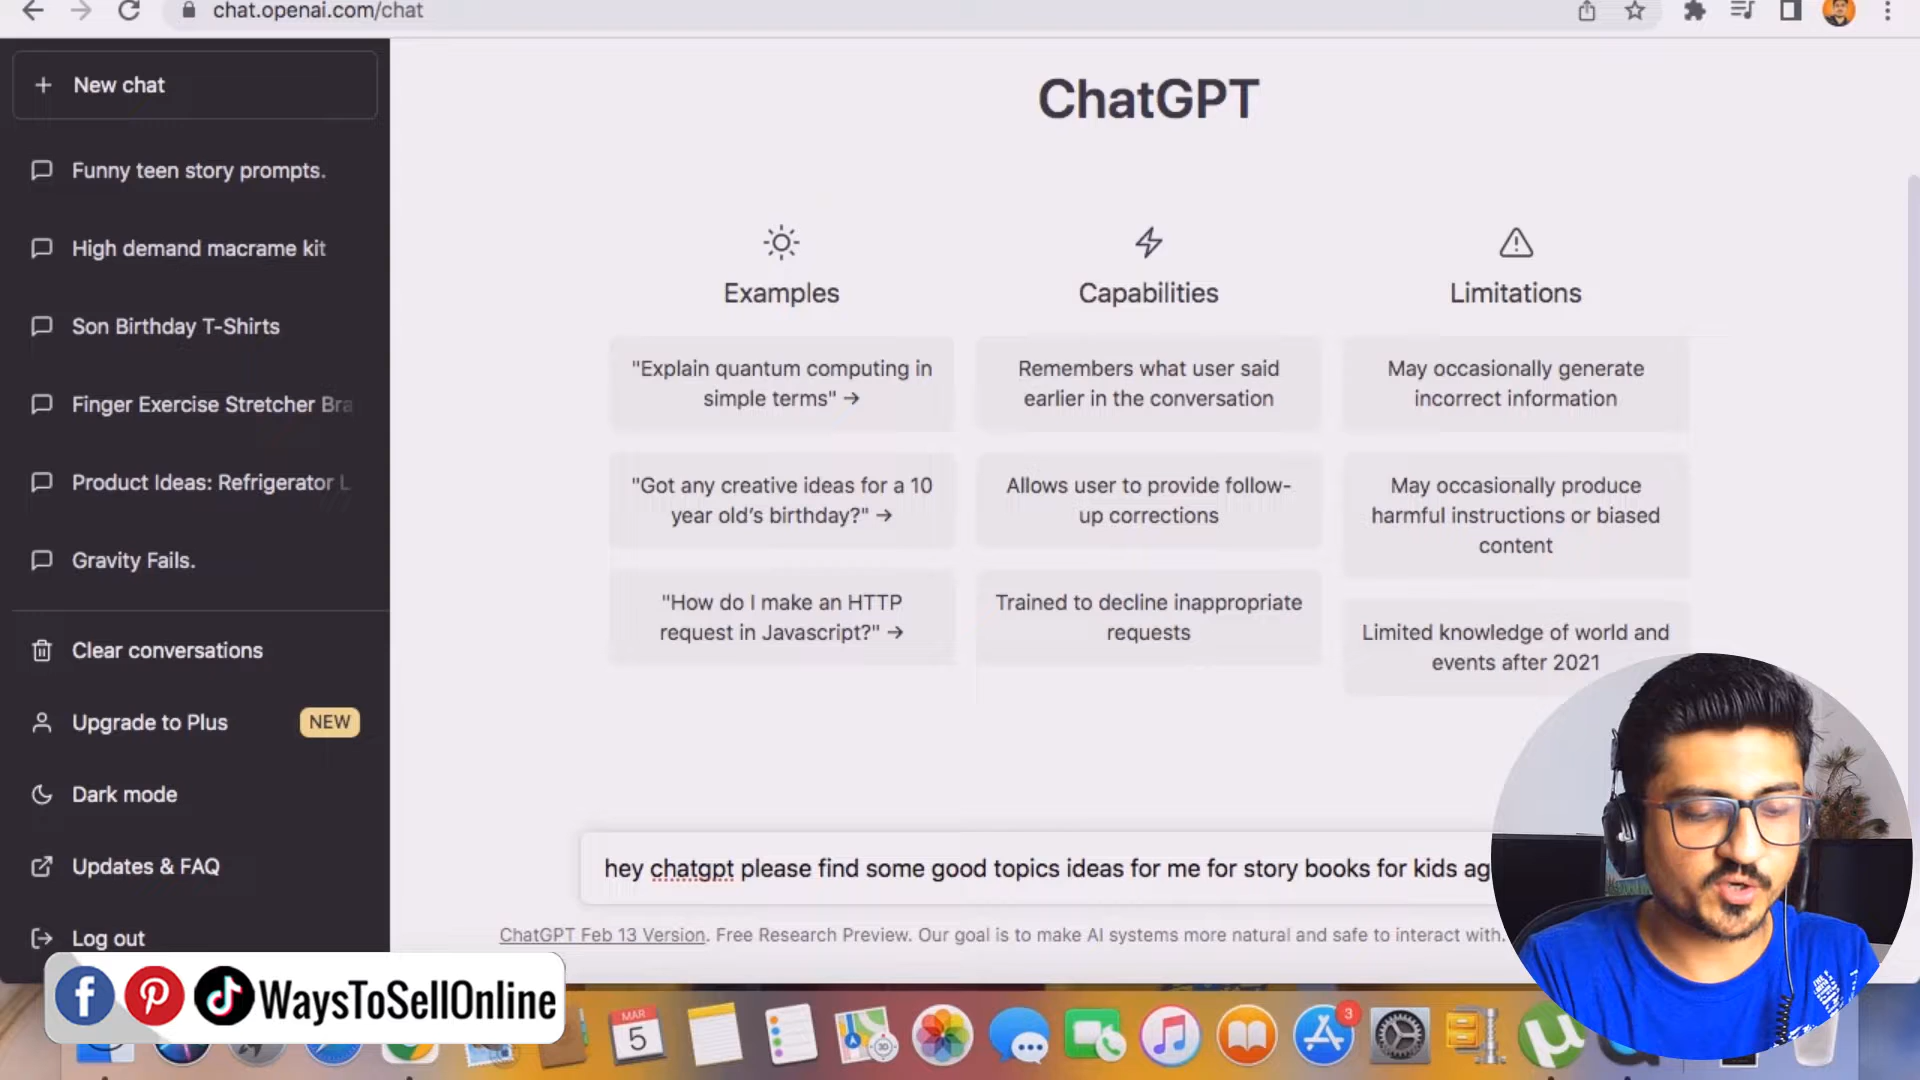 chat.openai.com/chat
New chat
Funny teen story prompts.
High demand macrame kit
Son Birthday T-Shirts
Finger Exercise Stretcher Bra
Product Ideas: Refrigerator L
Gravity Fails.
Clear conversations
Upgrade to Plus
NEW
Dark mode
Updates & FAQ
Log out
ChatGPT
Examples
"Explain quantum computing in
simple terms" →
"Got any creative ideas for a 10
year old's birthday?" →
"How do I make an HTTP
request in Javascript?" →
Capabilities
Remembers what user said
earlier in the conversation
Allows user to provide follow-
up corrections
Trained to decline inappropriate
requests
Limitations
May occasionally generate
incorrect information
May occasionally produce
harmful instructions or biased
content
Limited knowledge of world and
events after 2021
hey chatgpt please find some good topics ideas for me for story books for kids ag
ChatGPT Feb 13 Version. Free Research Preview. Our goal is to make AI systems more natural and safe to interact with.
WaysToSellOnline
MAR
5
3D
3